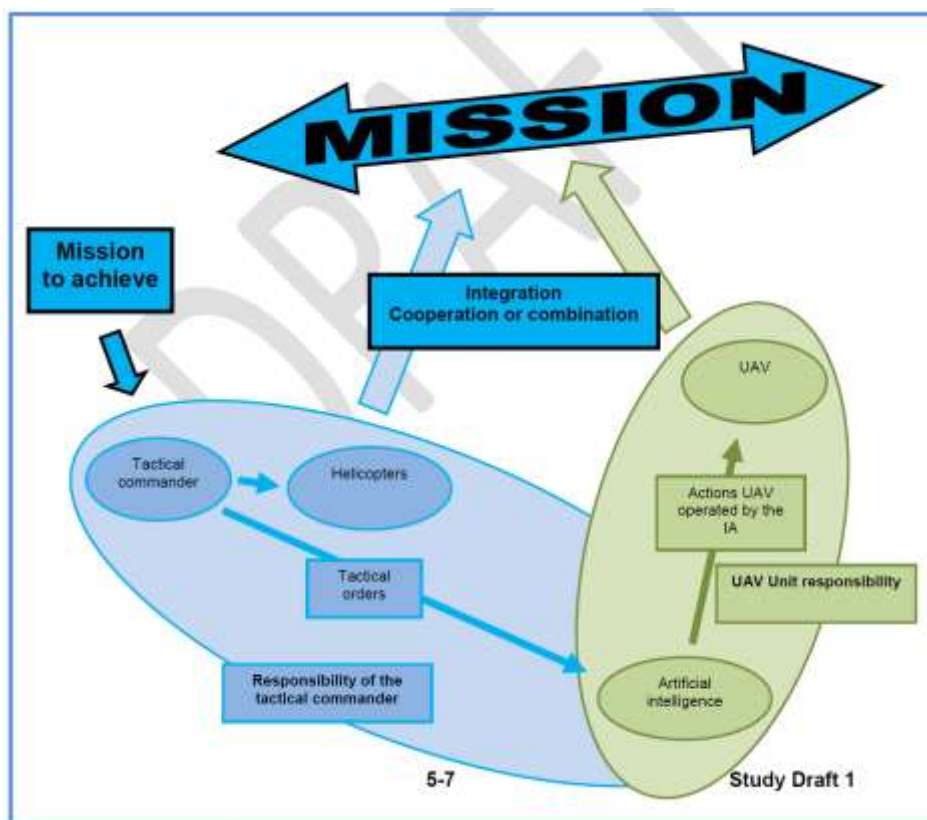 DRAFT
MISSION
Mission
to achieve
Integration
Cooperation or combination
UAV
Tactical
commander
Helicopters
Actions UAV
operated by the
IA
Tactical
orders
UAV Unit responsibility
Responsibility of the
tactical commander
Artificial
intelligence
5-7
Study Draft 1